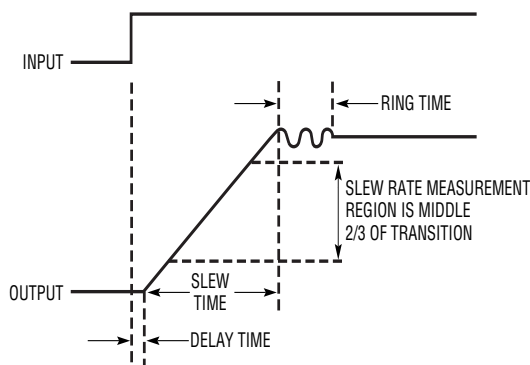 INPUT
RING TIME
SLEW RATE MEASUREMENT
REGION IS MIDDLE
2/3 OF TRANSITION
SLEW
TIME
OUTPUT
DELAY TIME